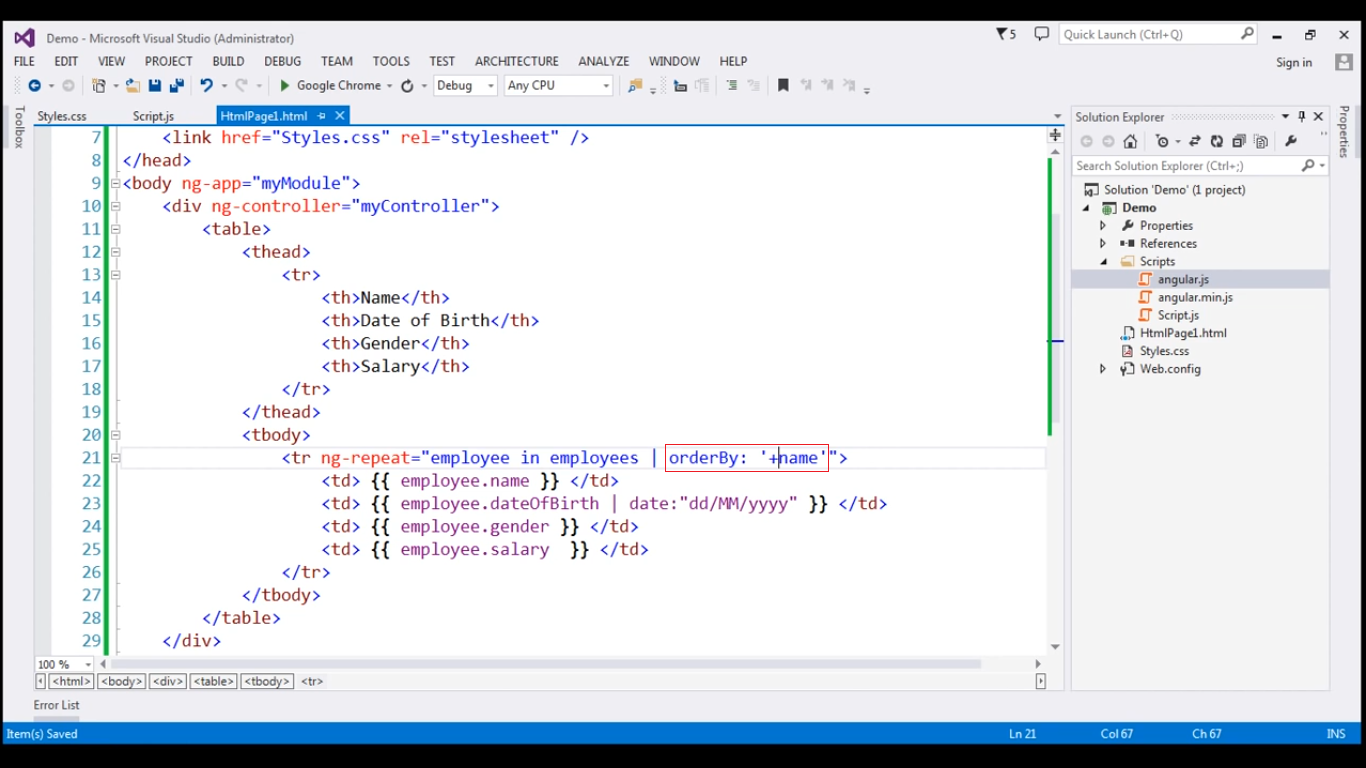 Demo - Microsoft Visual Studio (Administrator)
5
Quick Launch (Ctrl+Q)
FILE EDIT VIEW PROJECT BUILD DEBUG TEAM TOOLS TEST ARCHITECTURE ANALYZE WINDOW HELP
Sign in
Google Chrome Debug Any CPU
Toolbox
Styles.css Script.js HtmlPage1.html
7 <link href="Styles.css" rel="stylesheet" />
8 </head>
9 <body ng-app="myModule">
10 <div ng-controller="myController">
11 <table>
12 <thead>
13 <tr>
14 <th>Name</th>
15 <th>Date of Birth</th>
16 <th>Gender</th>
17 <th>Salary</th>
18 </tr>
19 </thead>
20 <tbody>
21 <tr ng-repeat="employee in employees | orderBy: '+name'">
22 <td> {{ employee.name }} </td>
23 <td> {{ employee.dateOfBirth | date:"dd/MM/yyyy" }} </td>
24 <td> {{ employee.gender }} </td>
25 <td> {{ employee.salary }} </td>
26 </tr>
27 </tbody>
28 </table>
29 </div>
100 %
<html> <body> <div> <table> <tbody> <tr>
Error List
Item(s) Saved
Ln 21 Col 67 Ch 67 INS
Solution Explorer
Search Solution Explorer (Ctrl+;)
Solution 'Demo' (1 project)
Demo
Properties
References
Scripts
angular.js
angular.min.js
Script.js
HtmlPage1.html
Styles.css
Web.config
Properties